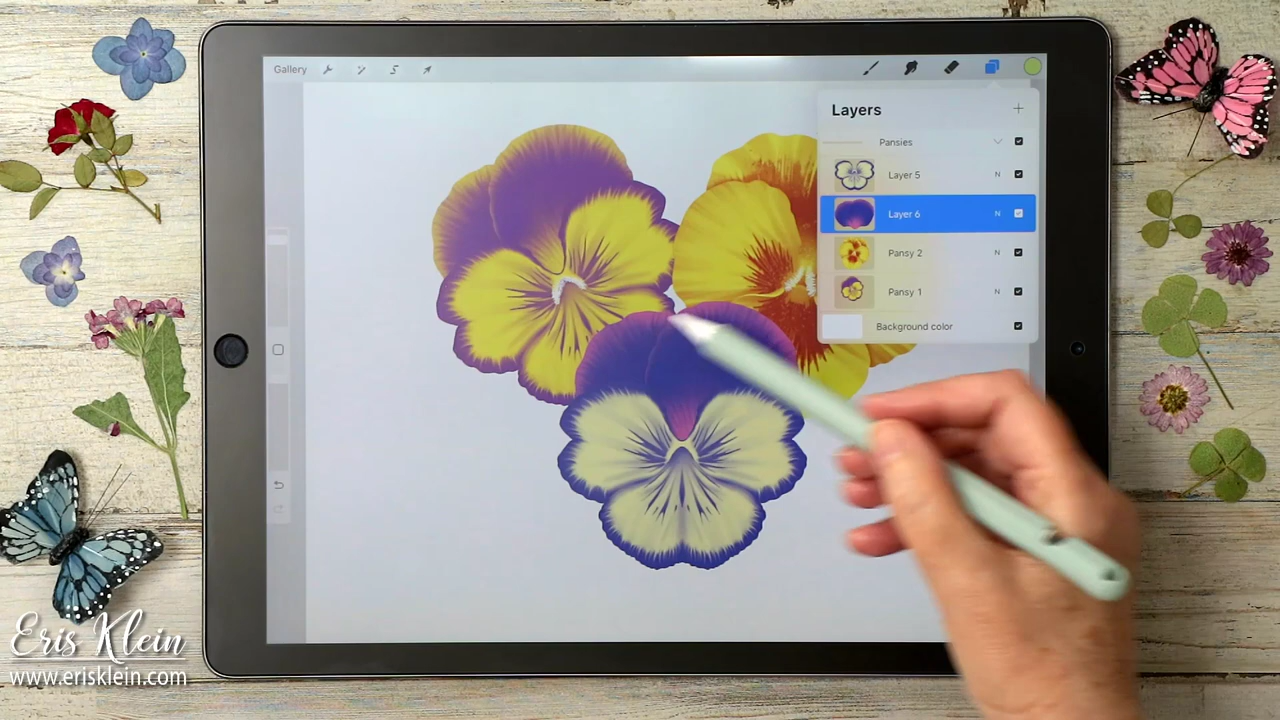 Gallery
Layers
Pansies
Layer 5 N
Layer 6 N
Pansy 2 N
Pansy 1 N
Background color
Eris Klein
www.erisklein.com